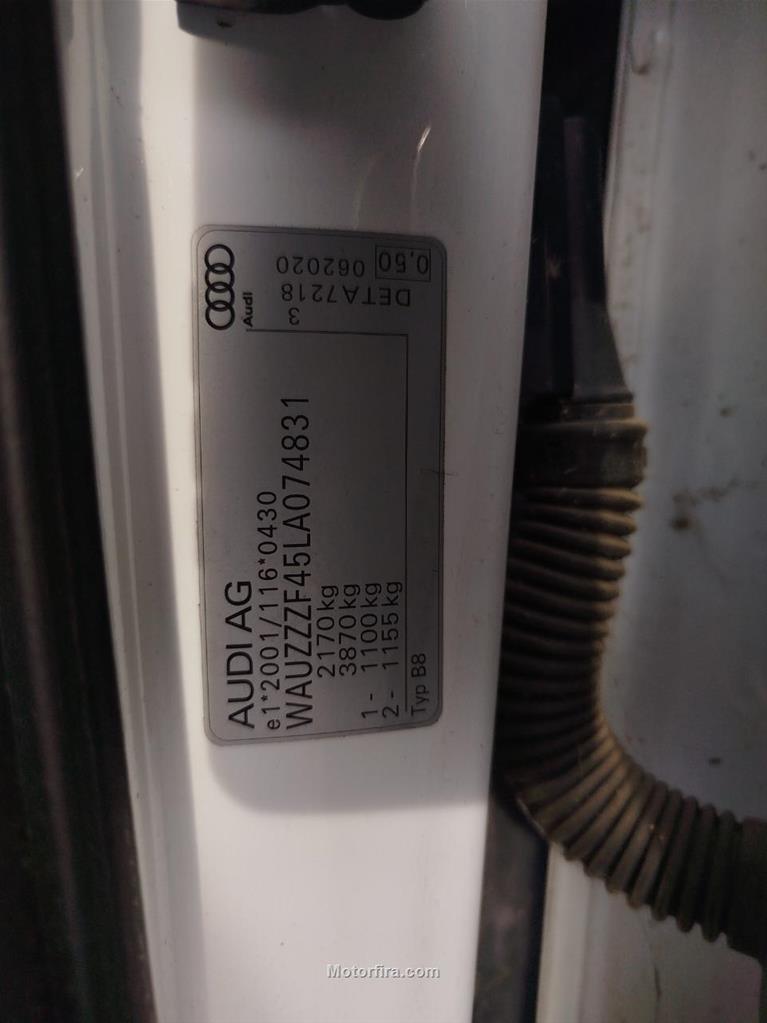 AUDI AG
e1*2001/116*0430
WAUZZZF45LA074831
2170 kg
3870 kg
1 - 1100 kg
2 - 1155 kg
Typ B8
Audi
3
DETA7218
0,50 062020
Motorfira.com